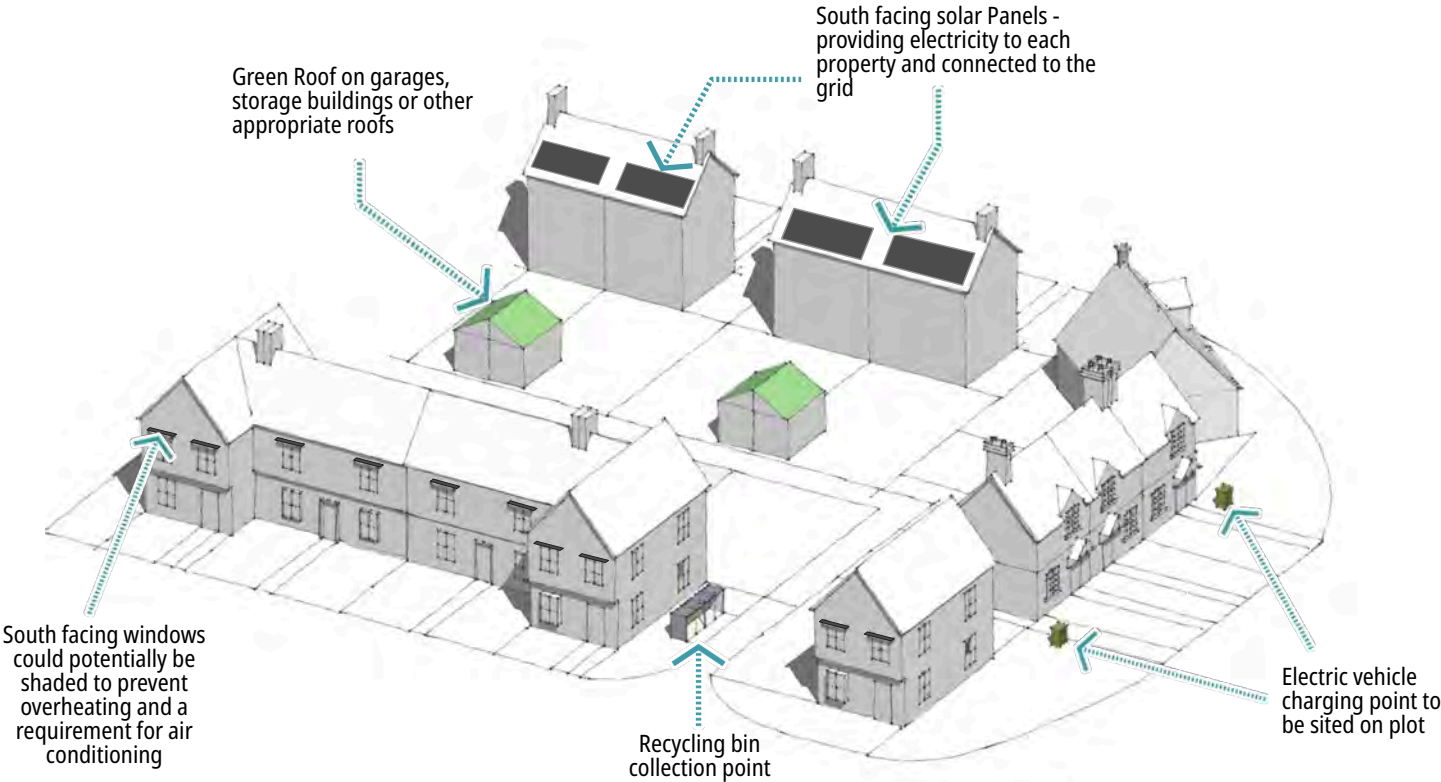 South facing solar Panels -
providing electricity to each
property and connected to the
grid
Green Roof on garages,
storage buildings or other
appropriate roofs
South facing windows
could potentially be
shaded to prevent
overheating and a
requirement for air
conditioning
Recycling bin
collection point
Electric vehicle
charging point to
be sited on plot